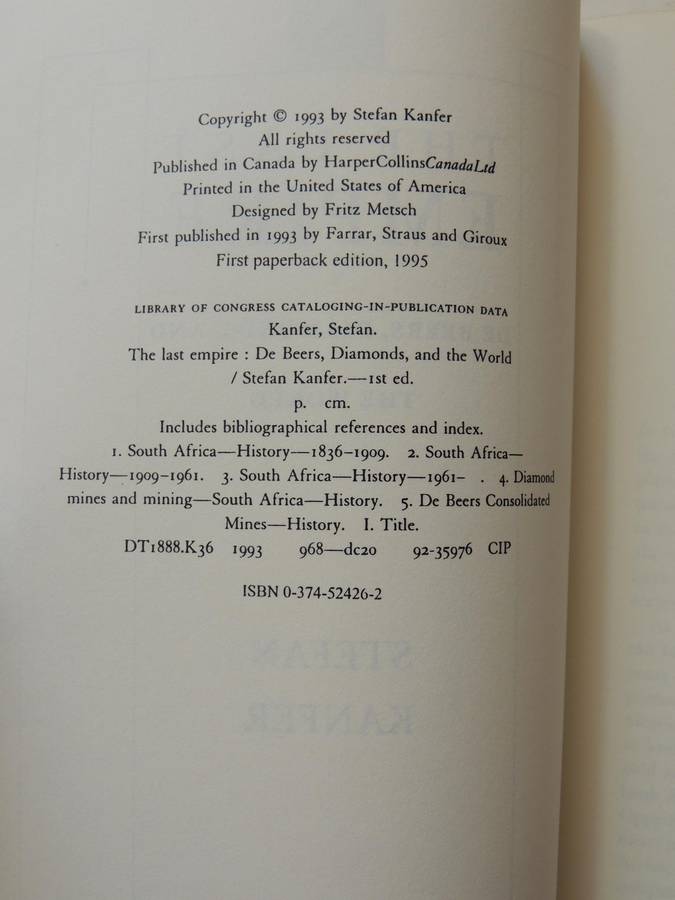 Copyright © 1993 by Stefan Kanfer
All rights reserved
Published in Canada by HarperCollinsCanadaLtd
Printed in the United States of America
Designed by Fritz Metsch
First published in 1993 by Farrar, Straus and Giroux
First paperback edition, 1995
LIBRARY OF CONGRESS CATALOGING-IN-PUBLICATION DATA
Kanfer, Stefan.
The last empire : De Beers, Diamonds, and the World
/ Stefan Kanfer.—1st ed.
p. cm.
Includes bibliographical references and index.
1. South Africa—History—1836-1909. 2. South Africa—
History—1909-1961. 3. South Africa—History—1961- . 4. Diamond
mines and mining—South Africa—History. 5. De Beers Consolidated
Mines—History. I. Title.
DT1888.K36 1993 968—dc20 92-35976 CIP
ISBN 0-374-52426-2
STEFAN
KANFER